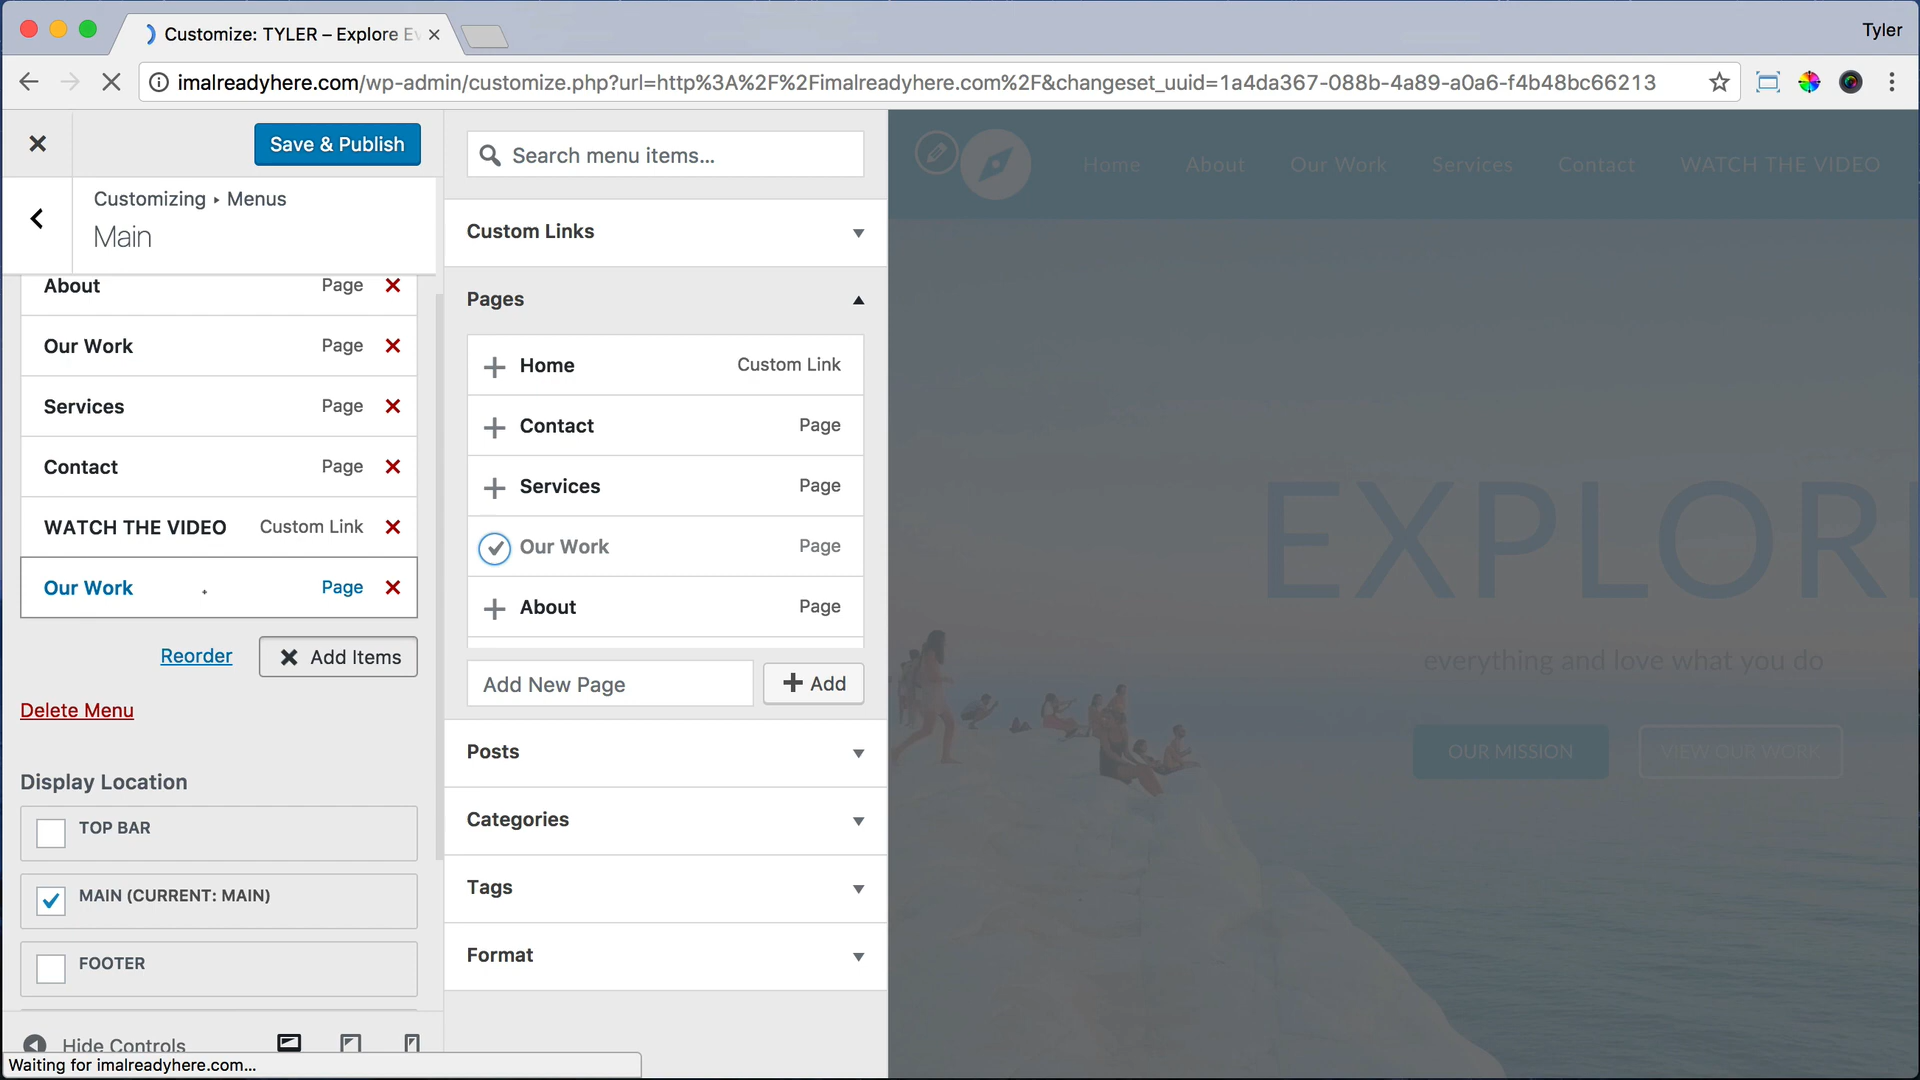 Customize: TYLER – Explore Ev
Tyler
imalreadyhere.com/wp-admin/customize.php?url=http%3A%2F%2Fimalreadyhere.com%2F&changeset_uuid=1a4da367-088b-4a89-a0a6-f4b48bc66213
Save & Publish
Customizing ▸ Menus
Main
About Page
Our Work Page
Services Page
Contact Page
WATCH THE VIDEO Custom Link
Our Work Page
Reorder
Add Items
Delete Menu
Display Location
TOP BAR
MAIN (CURRENT: MAIN)
FOOTER
Hide Controls
Waiting for imalreadyhere.com...
Search menu items...
Custom Links
Pages
Home Custom Link
Contact Page
Services Page
Our Work Page
About Page
Add New Page
Add
Posts
Categories
Tags
Format
Home About Our Work Services Contact WATCH THE VIDEO
EXPLOR
everything and love what you do
OUR MISSION
VIEW OUR WORK